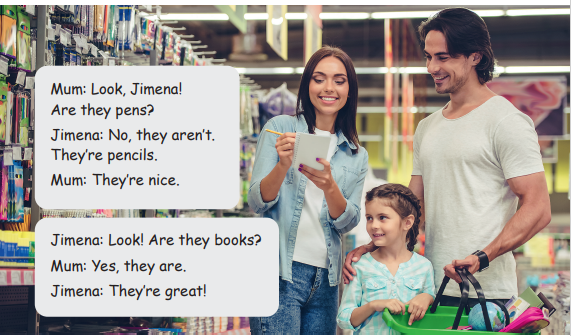 Mum: Look, Jimena!
Are they pens?
Jimena: No, they aren't.
They're pencils.
Mum: They're nice.
Jimena: Look! Are they books?
Mum: Yes, they are.
Jimena: They're great!